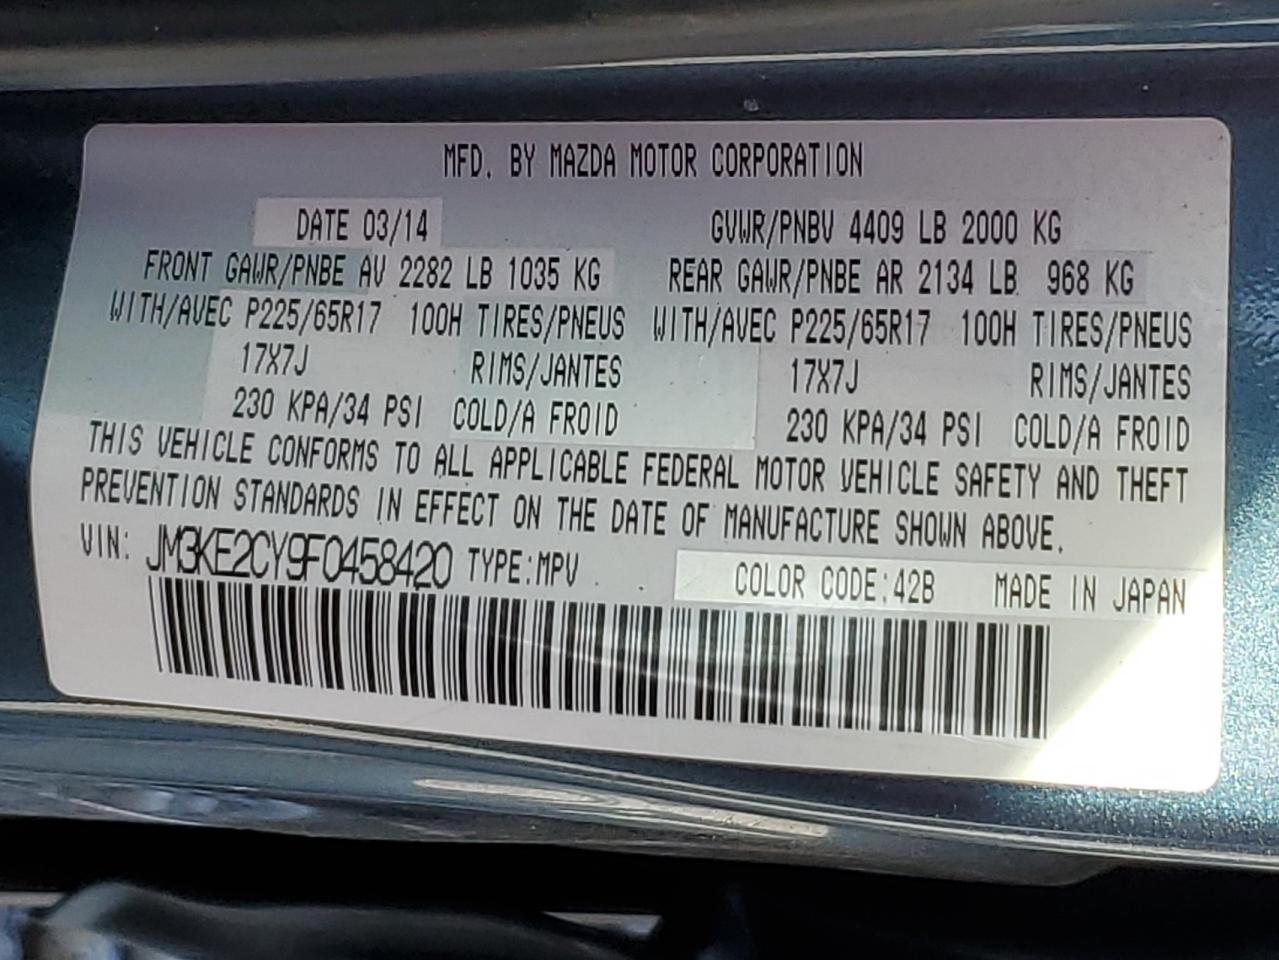 MFD. BY MAZDA MOTOR CORPORATION
DATE 03/14 GVWR/PNBV 4409 LB 2000 KG
FRONT GAWR/PNBE AV 2282 LB 1035 KG REAR GAWR/PNBE AR 2134 LB 968 KG
WITH/AVEC P225/65R17 100H TIRES/PNEUS WITH/AVEC P225/65R17 100H TIRES/PNEUS
17X7J RIMS/JANTES 17X7J RIMS/JANTES
230 KPA/34 PSI COLD/A FROID 230 KPA/34 PSI COLD/A FROID
THIS VEHICLE CONFORMS TO ALL APPLICABLE FEDERAL MOTOR VEHICLE SAFETY AND THEFT
PREVENTION STANDARDS IN EFFECT ON THE DATE OF MANUFACTURE SHOWN ABOVE.
VIN: JM3KE2CY9F0458420 TYPE:MPV COLOR CODE:42B MADE IN JAPAN